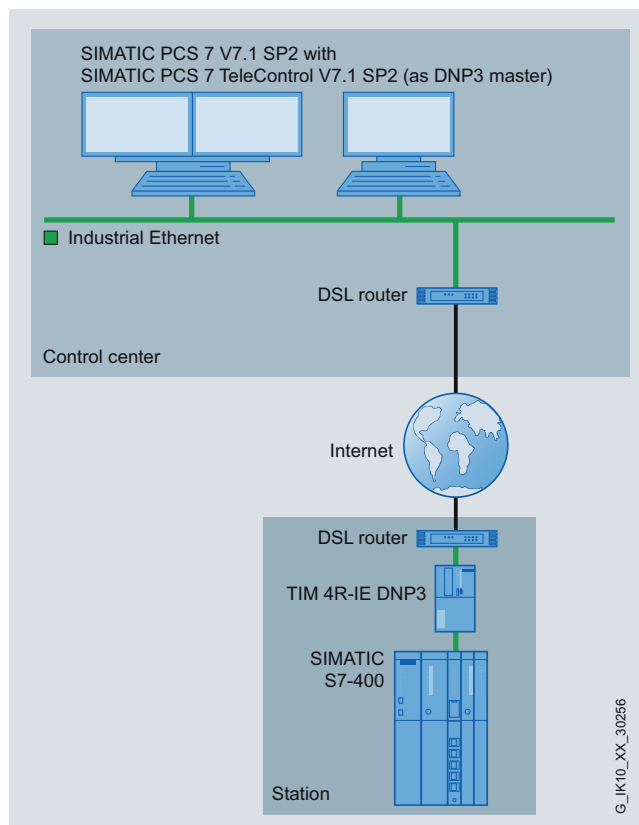 SIMATIC PCS 7 V7.1 SP2 with
SIMATIC PCS 7 TeleControl V7.1 SP2 (as DNP3 master)
Industrial Ethernet
DSL router
Control center
Internet
DSL router
TIM 4R-IE DNP3
SIMATIC
S7-400
Station
G_IK10_XX_30256